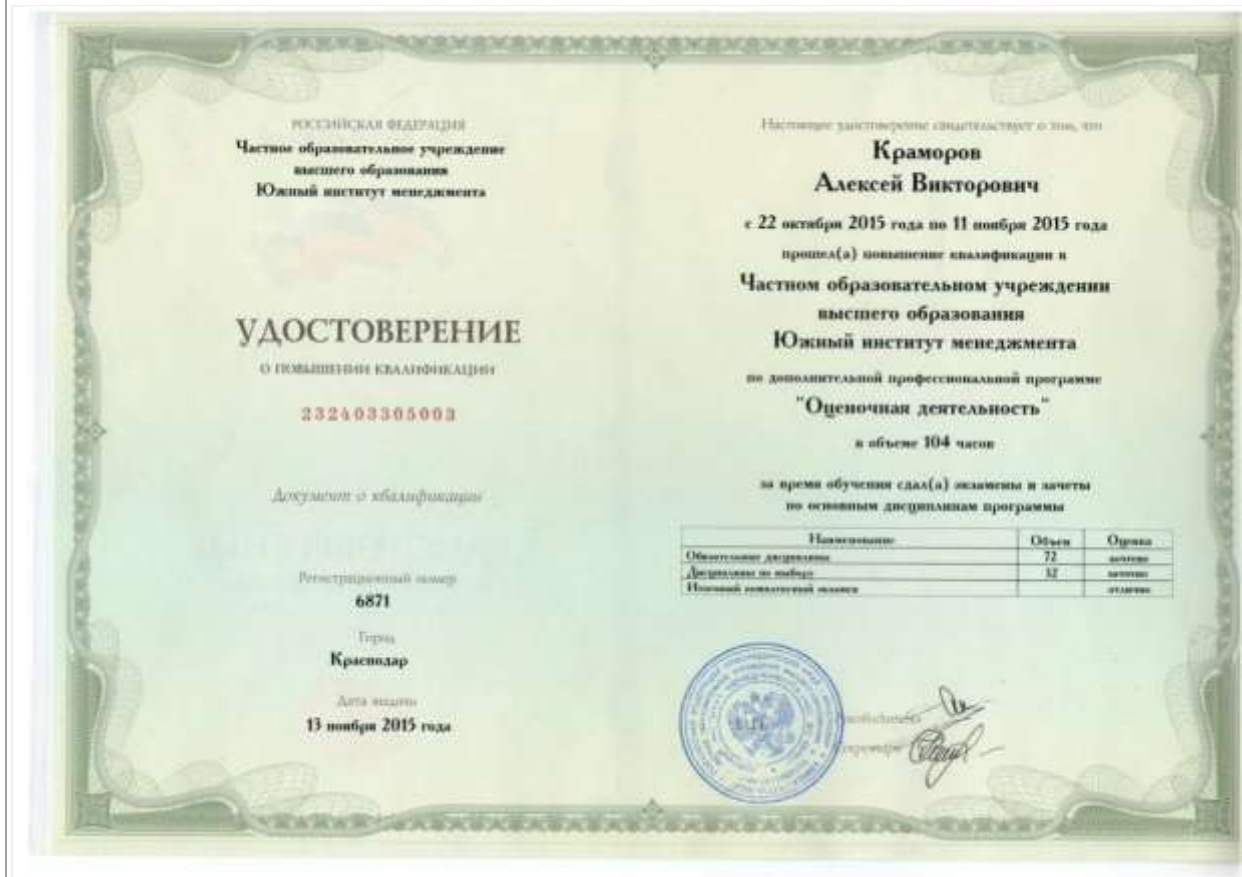 РОССИЙСКАЯ ФЕДЕРАЦИЯ
Частное образовательное учреждение
высшего образования
Южный институт менеджмента
УДОСТОВЕРЕНИЕ
О ПОВЫШЕНИИ КВАЛИФИКАЦИИ
232403305003
Документ о квалификации
Регистрационный номер
6871
Город
Краснодар
Дата выдачи
13 ноября 2015 года
Настоящее удостоверение свидетельствует о том, что
Краморов
Алексей Викторович
с 22 октября 2015 года по 11 ноября 2015 года
прошел(а) повышение квалификации в
Частном образовательном учреждении
высшего образования
Южный институт менеджмента
по дополнительной профессиональной программе
"Оценочная деятельность"
в объеме 104 часов
за время обучения сдал(а) экзамены и зачеты
по основным дисциплинам программы
Наименование Объем Оценка
Обязательные дисциплины 72 зачтено
Дисциплины по выбору 32 зачтено
Итоговый экзамен отлично
Руководитель
Секретарь
М.П.